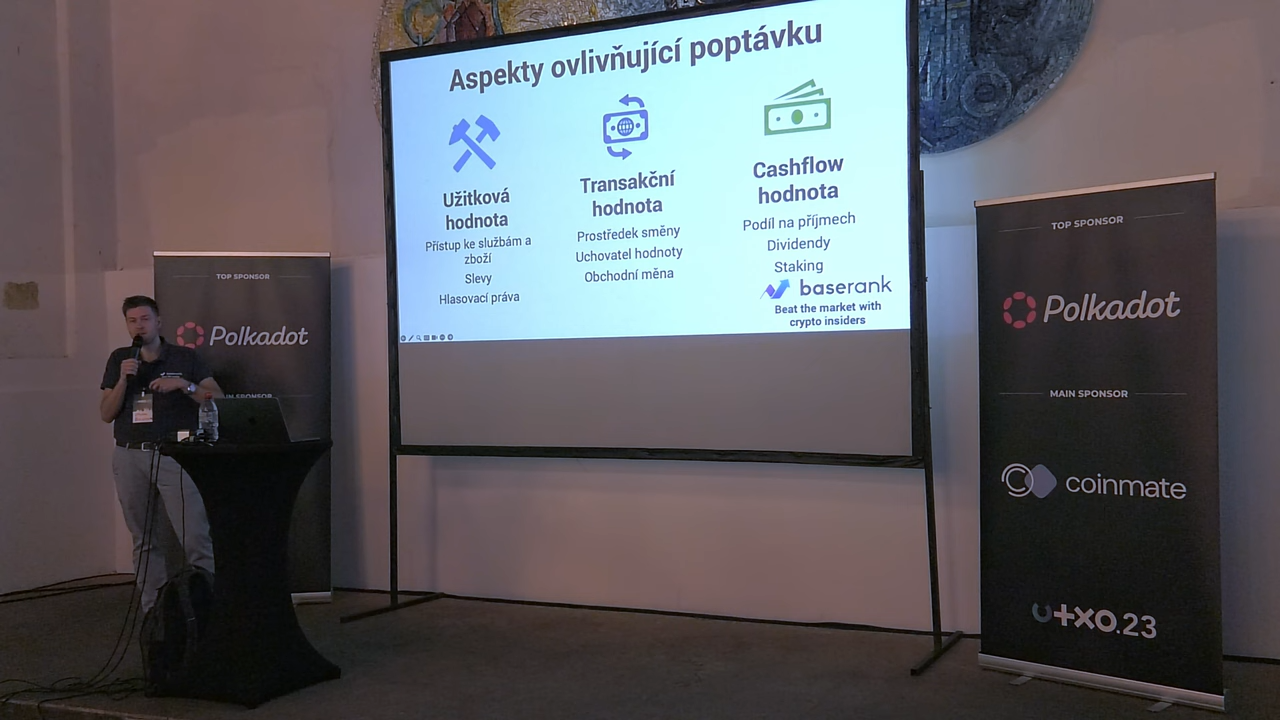 Aspekty ovlivňující poptávku
Užitková
hodnota
Přístup ke službám a
zboží
Slevy
Hlasovací práva
Transakční
hodnota
Prostředek směny
Uchovatel hodnoty
Obchodní měna
Cashflow
hodnota
Podíl na příjmech
Dividendy
Staking
baserank
Beat the market with
crypto insiders
TOP SPONSOR
Polkadot
IN SPONSOR
TOP SPONSOR
Polkadot
MAIN SPONSOR
coinmate
utxo.23